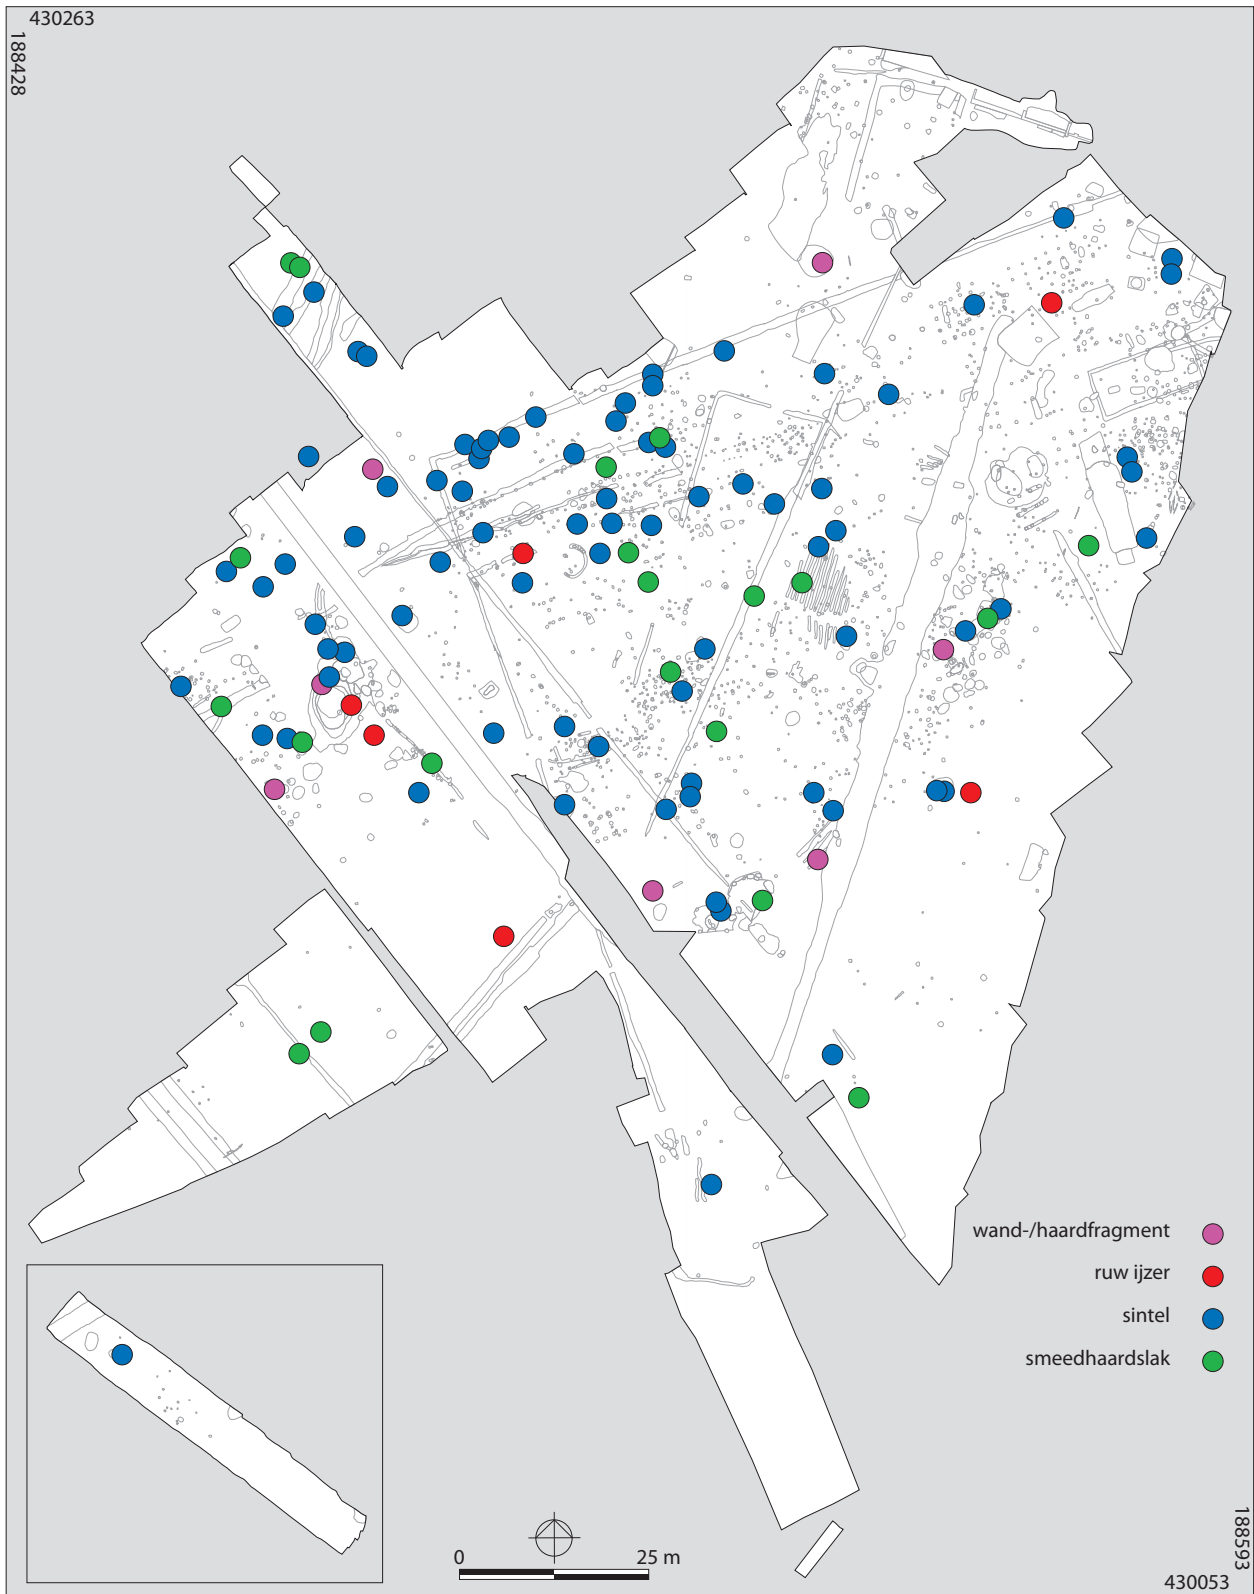 430263
188428
wand-/haardfragment
ruw ijzer
sintel
smeedhaardslak
0 25 m
188593
430053